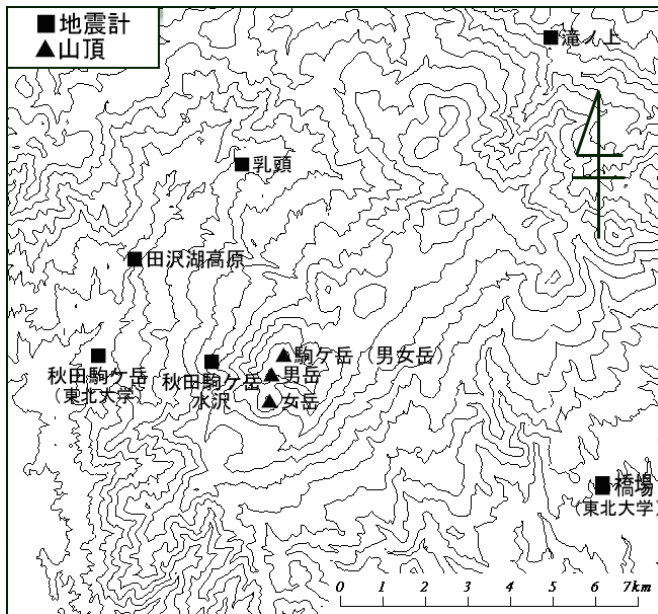 ■地震計
▲山頂
滝ノ上
乳頭
田沢湖高原
駒ケ岳（男女岳）
秋田駒ケ岳
（東北大学）
秋田駒ケ岳
水沢
男岳
女岳
橋場
橋場
（東北大学）
0 1 2 3 4 5 6 7km